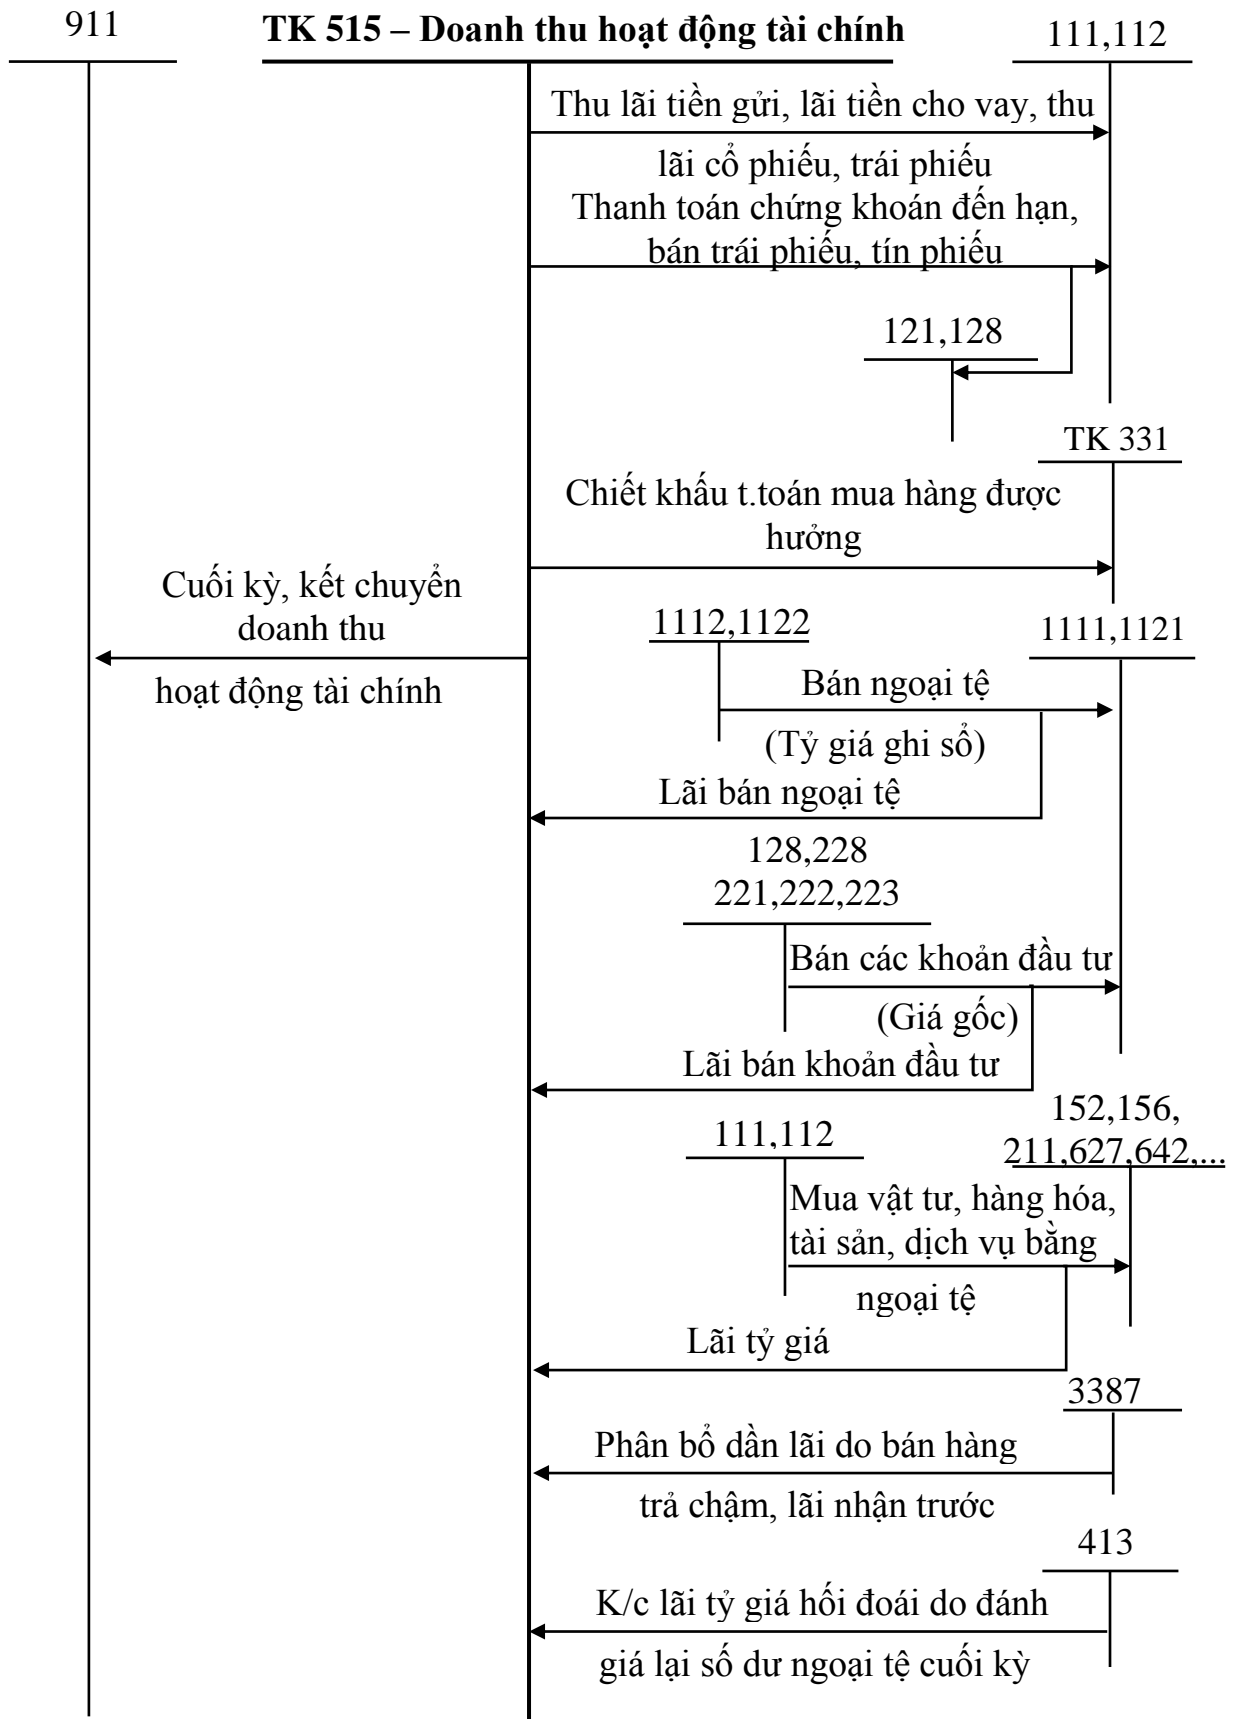 911
TK 515 – Doanh thu hoạt động tài chính
111,112
Thu lãi tiền gửi, lãi tiền cho vay, thu
lãi cổ phiếu, trái phiếu
Thanh toán chứng khoán đến hạn,
bán trái phiếu, tín phiếu
121,128
TK 331
Chiết khấu t.toán mua hàng được
hưởng
Cuối kỳ, kết chuyển
doanh thu
hoạt động tài chính
1112,1122
1111,1121
Bán ngoại tệ
(Tỷ giá ghi sổ)
Lãi bán ngoại tệ
128,228
221,222,223
Bán các khoản đầu tư
(Giá gốc)
Lãi bán khoản đầu tư
111,112
152,156,
211,627,642,...
Mua vật tư, hàng hóa,
tài sản, dịch vụ bằng
ngoại tệ
Lãi tỷ giá
3387
Phân bổ dần lãi do bán hàng
trả chậm, lãi nhận trước
413
K/c lãi tỷ giá hối đoái do đánh
giá lại số dư ngoại tệ cuối kỳ